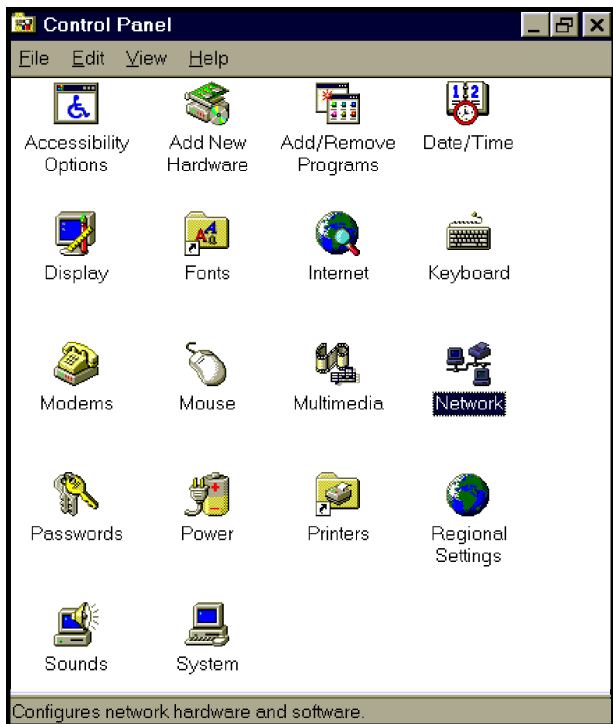 Control Panel
File Edit View Help
Accessibility Options
Add New Hardware
Add/Remove Programs
Date/Time
Display
Fonts
Internet
Keyboard
Modems
Mouse
Multimedia
Network
Passwords
Power
Printers
Regional Settings
Sounds
System
Configures network hardware and software.